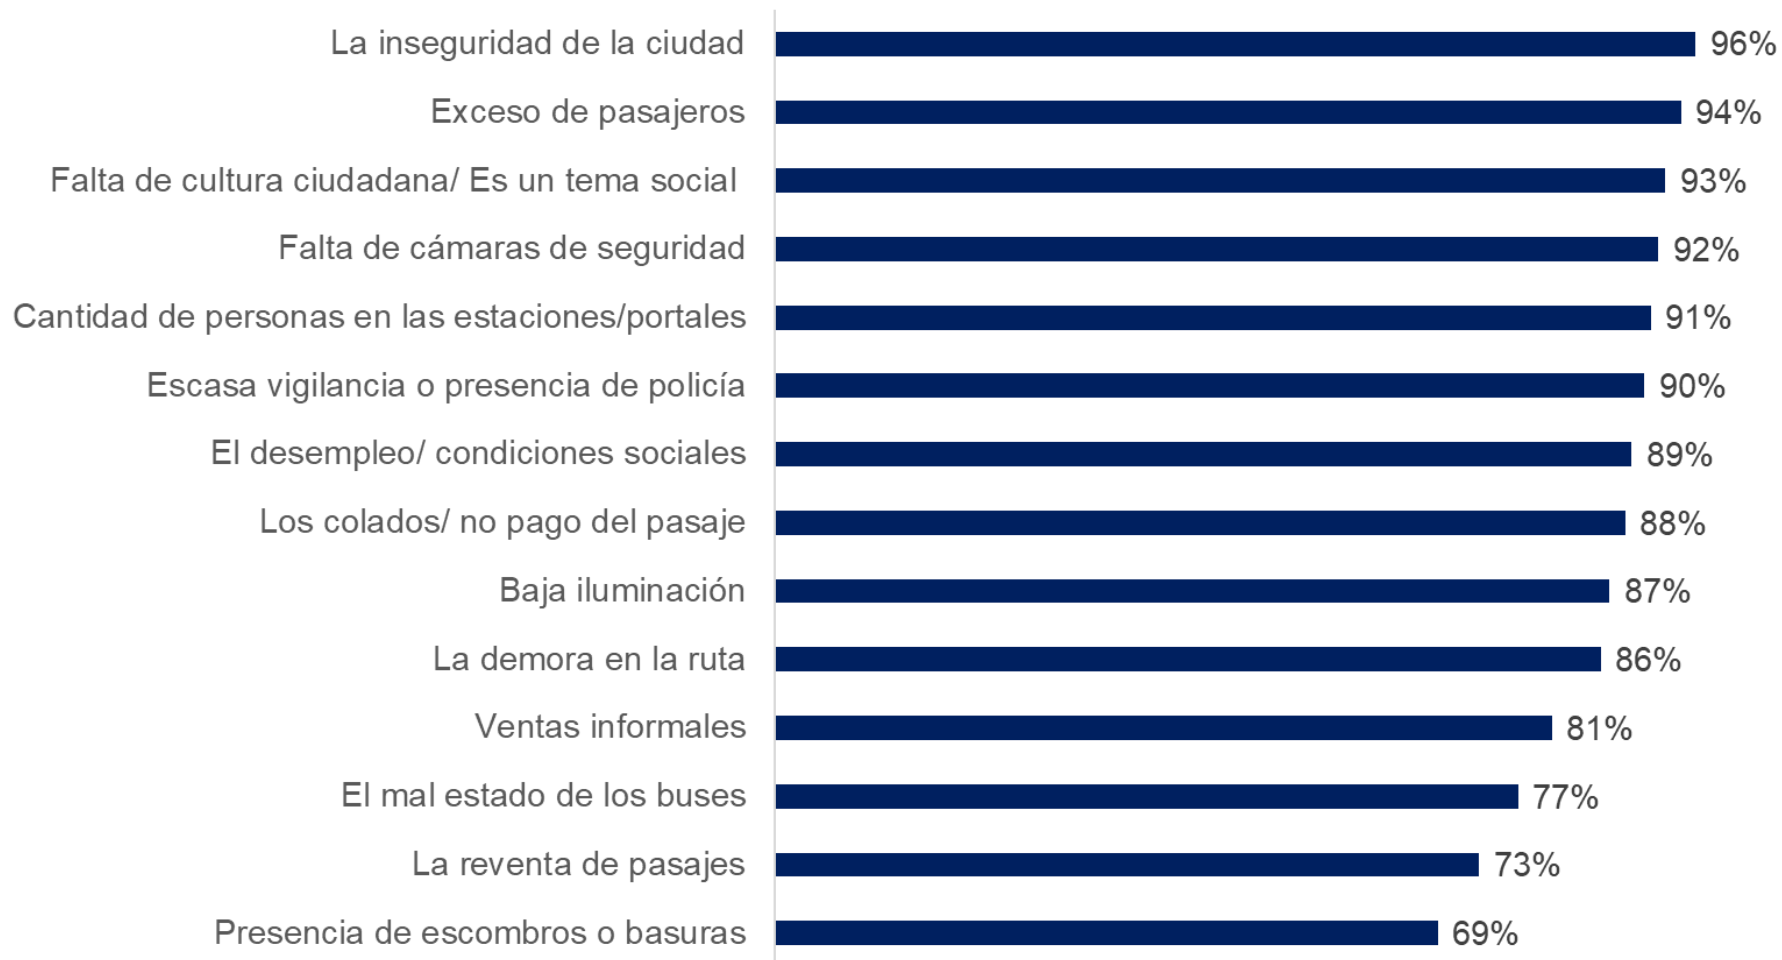 La inseguridad de la ciudad 96%
Exceso de pasajeros 94%
Falta de cultura ciudadana/ Es un tema social 93%
Falta de cámaras de seguridad 92%
Cantidad de personas en las estaciones/portales 91%
Escasa vigilancia o presencia de policía 90%
El desempleo/ condiciones sociales 89%
Los colados/ no pago del pasaje 88%
Baja iluminación 87%
La demora en la ruta 86%
Ventas informales 81%
El mal estado de los buses 77%
La reventa de pasajes 73%
Presencia de escombros o basuras 69%